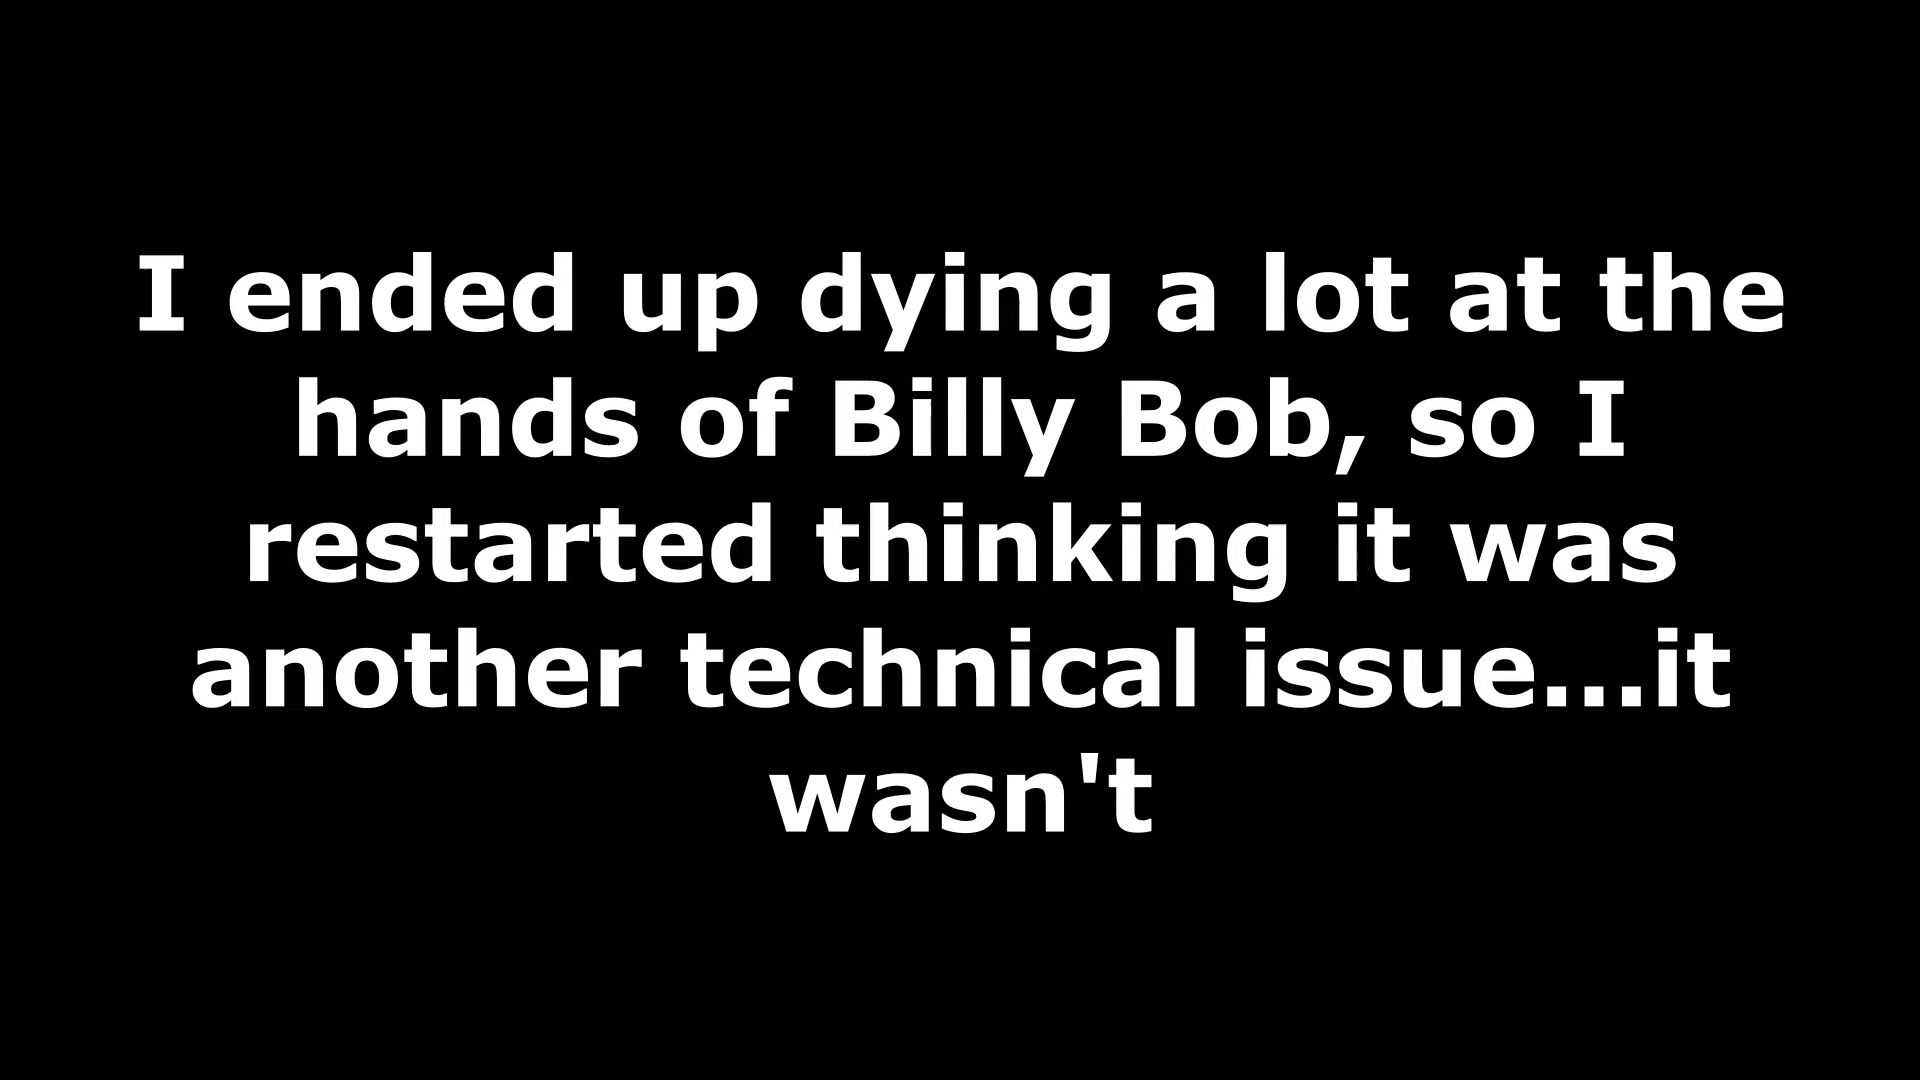 I ended up dying a lot at the
hands of Billy Bob, so I
restarted thinking it was
another technical issue...it
wasn't